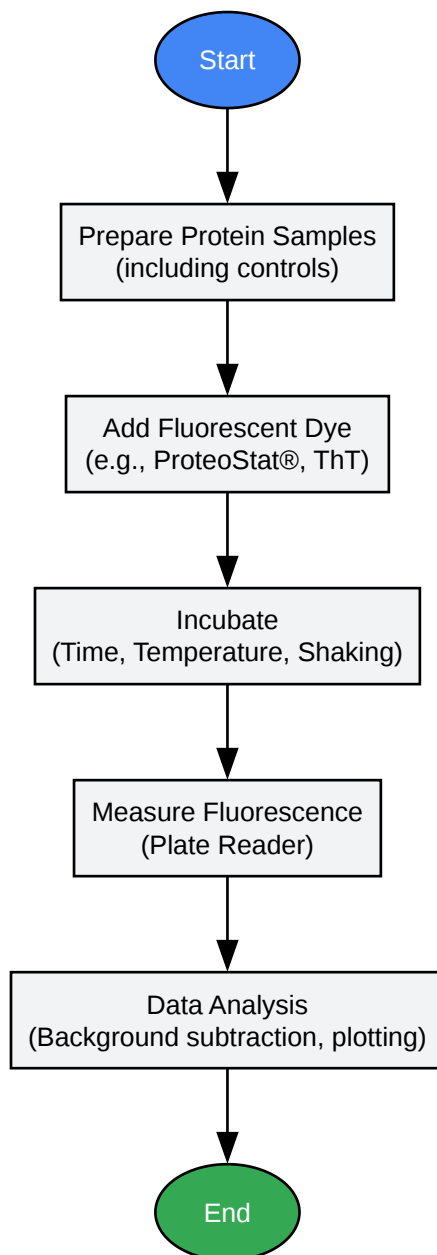 Start
Prepare Protein Samples
(including controls)
Add Fluorescent Dye
(e.g., ProteoStat®, ThT)
Incubate
(Time, Temperature, Shaking)
Measure Fluorescence
(Plate Reader)
Data Analysis
(Background subtraction, plotting)
End